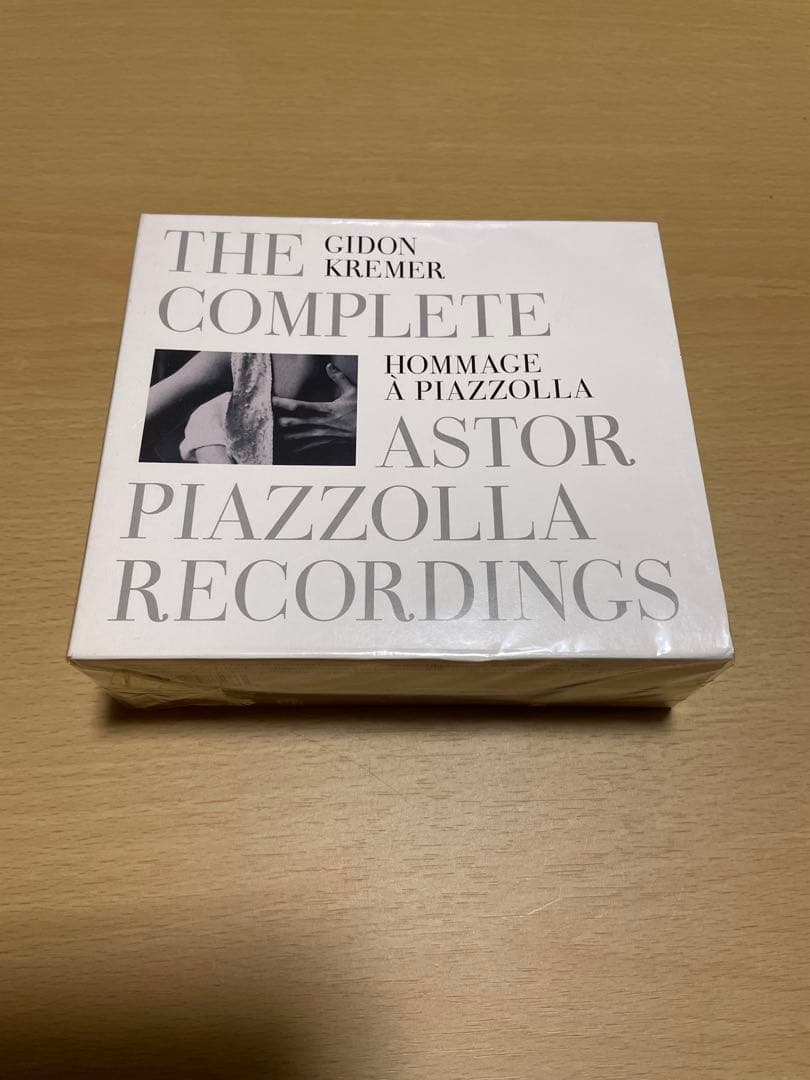 THE GIDON KREMER
COMPLETE
HOMMAGE
À PIAZZOLLA
ASTOR
PIAZZOLLA
RECORDINGS